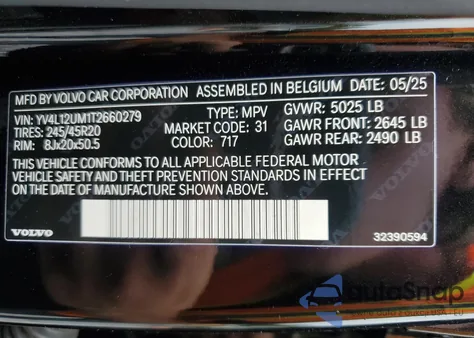 MFD BY VOLVO CAR CORPORATION ASSEMBLED IN BELGIUM DATE: 05/25
VIN: YV4L12UM1T2660279 TYPE: MPV GVWR: 5025 LB
TIRES: 245/45R20 MARKET CODE: 31 GAWR FRONT: 2645 LB
RIM: 8Jx20x50.5 COLOR: 717 GAWR REAR: 2490 LB
THIS VEHICLE CONFORMS TO ALL APPLICABLE FEDERAL MOTOR
VEHICLE SAFETY AND THEFT PREVENTION STANDARDS IN EFFECT
ON THE DATE OF MANUFACTURE SHOWN ABOVE.
VOLVO 32390594
autoSnap